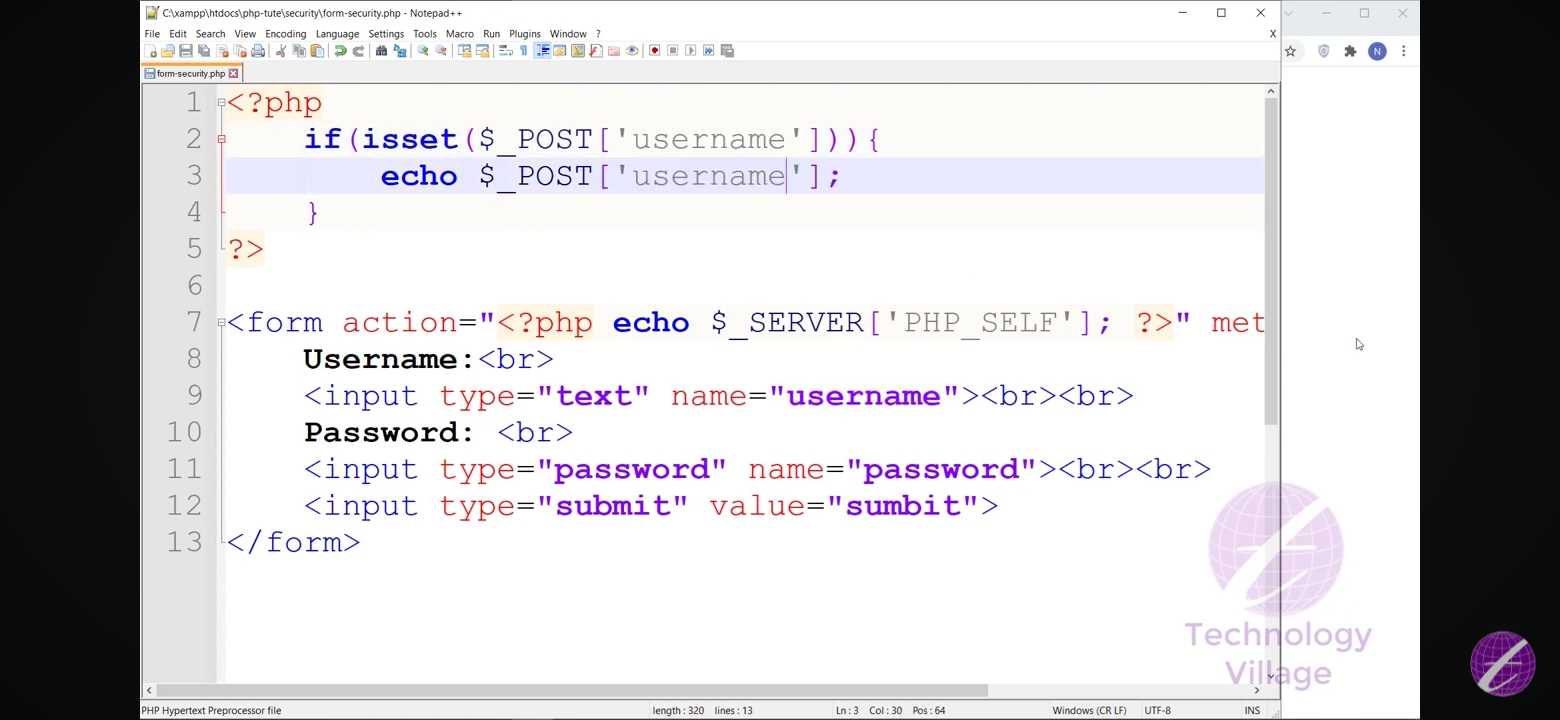 C:\xampp\htdocs\php-tute\security\form-security.php - Notepad++
File Edit Search View Encoding Language Settings Tools Macro Run Plugins Window ? X
form-security.php
N
1 <?php
2 if(isset($_POST['username'])){
3 echo $_POST['username'];
4 }
5 ?>
6
7 <form action="<?php echo $_SERVER['PHP_SELF']; ?>" met
8 Username:<br>
9 <input type="text" name="username"><br><br>
10 Password: <br>
11 <input type="password" name="password"><br><br>
12 <input type="submit" value="sumbit">
13 </form>
Technology
Village
PHP Hypertext Preprocessor file length : 320 lines : 13 Ln : 3 Col : 30 Pos : 64 Windows (CR LF) UTF-8 INS